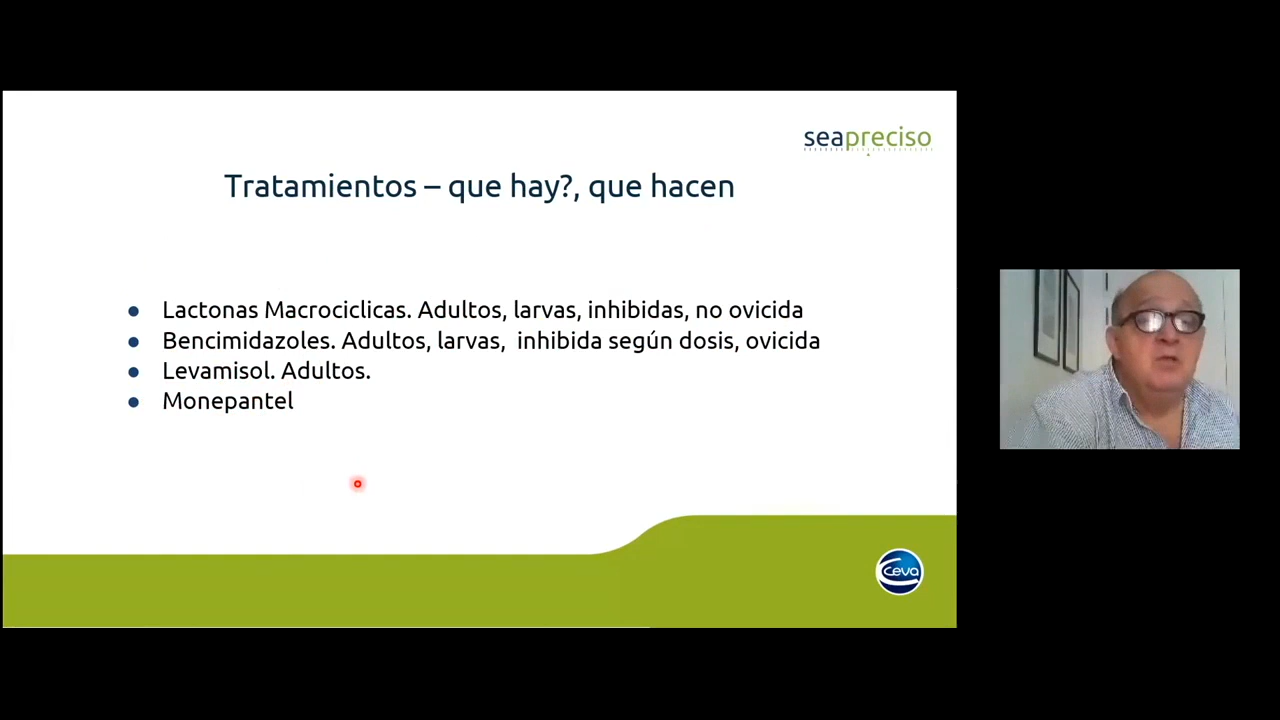 seapreciso
Tratamientos – que hay?, que hacen
Lactonas Macrociclicas. Adultos, larvas, inhibidas, no ovicida
Bencimidazoles. Adultos, larvas, inhibida según dosis, ovicida
Levamisol. Adultos.
Monepantel
Ceva